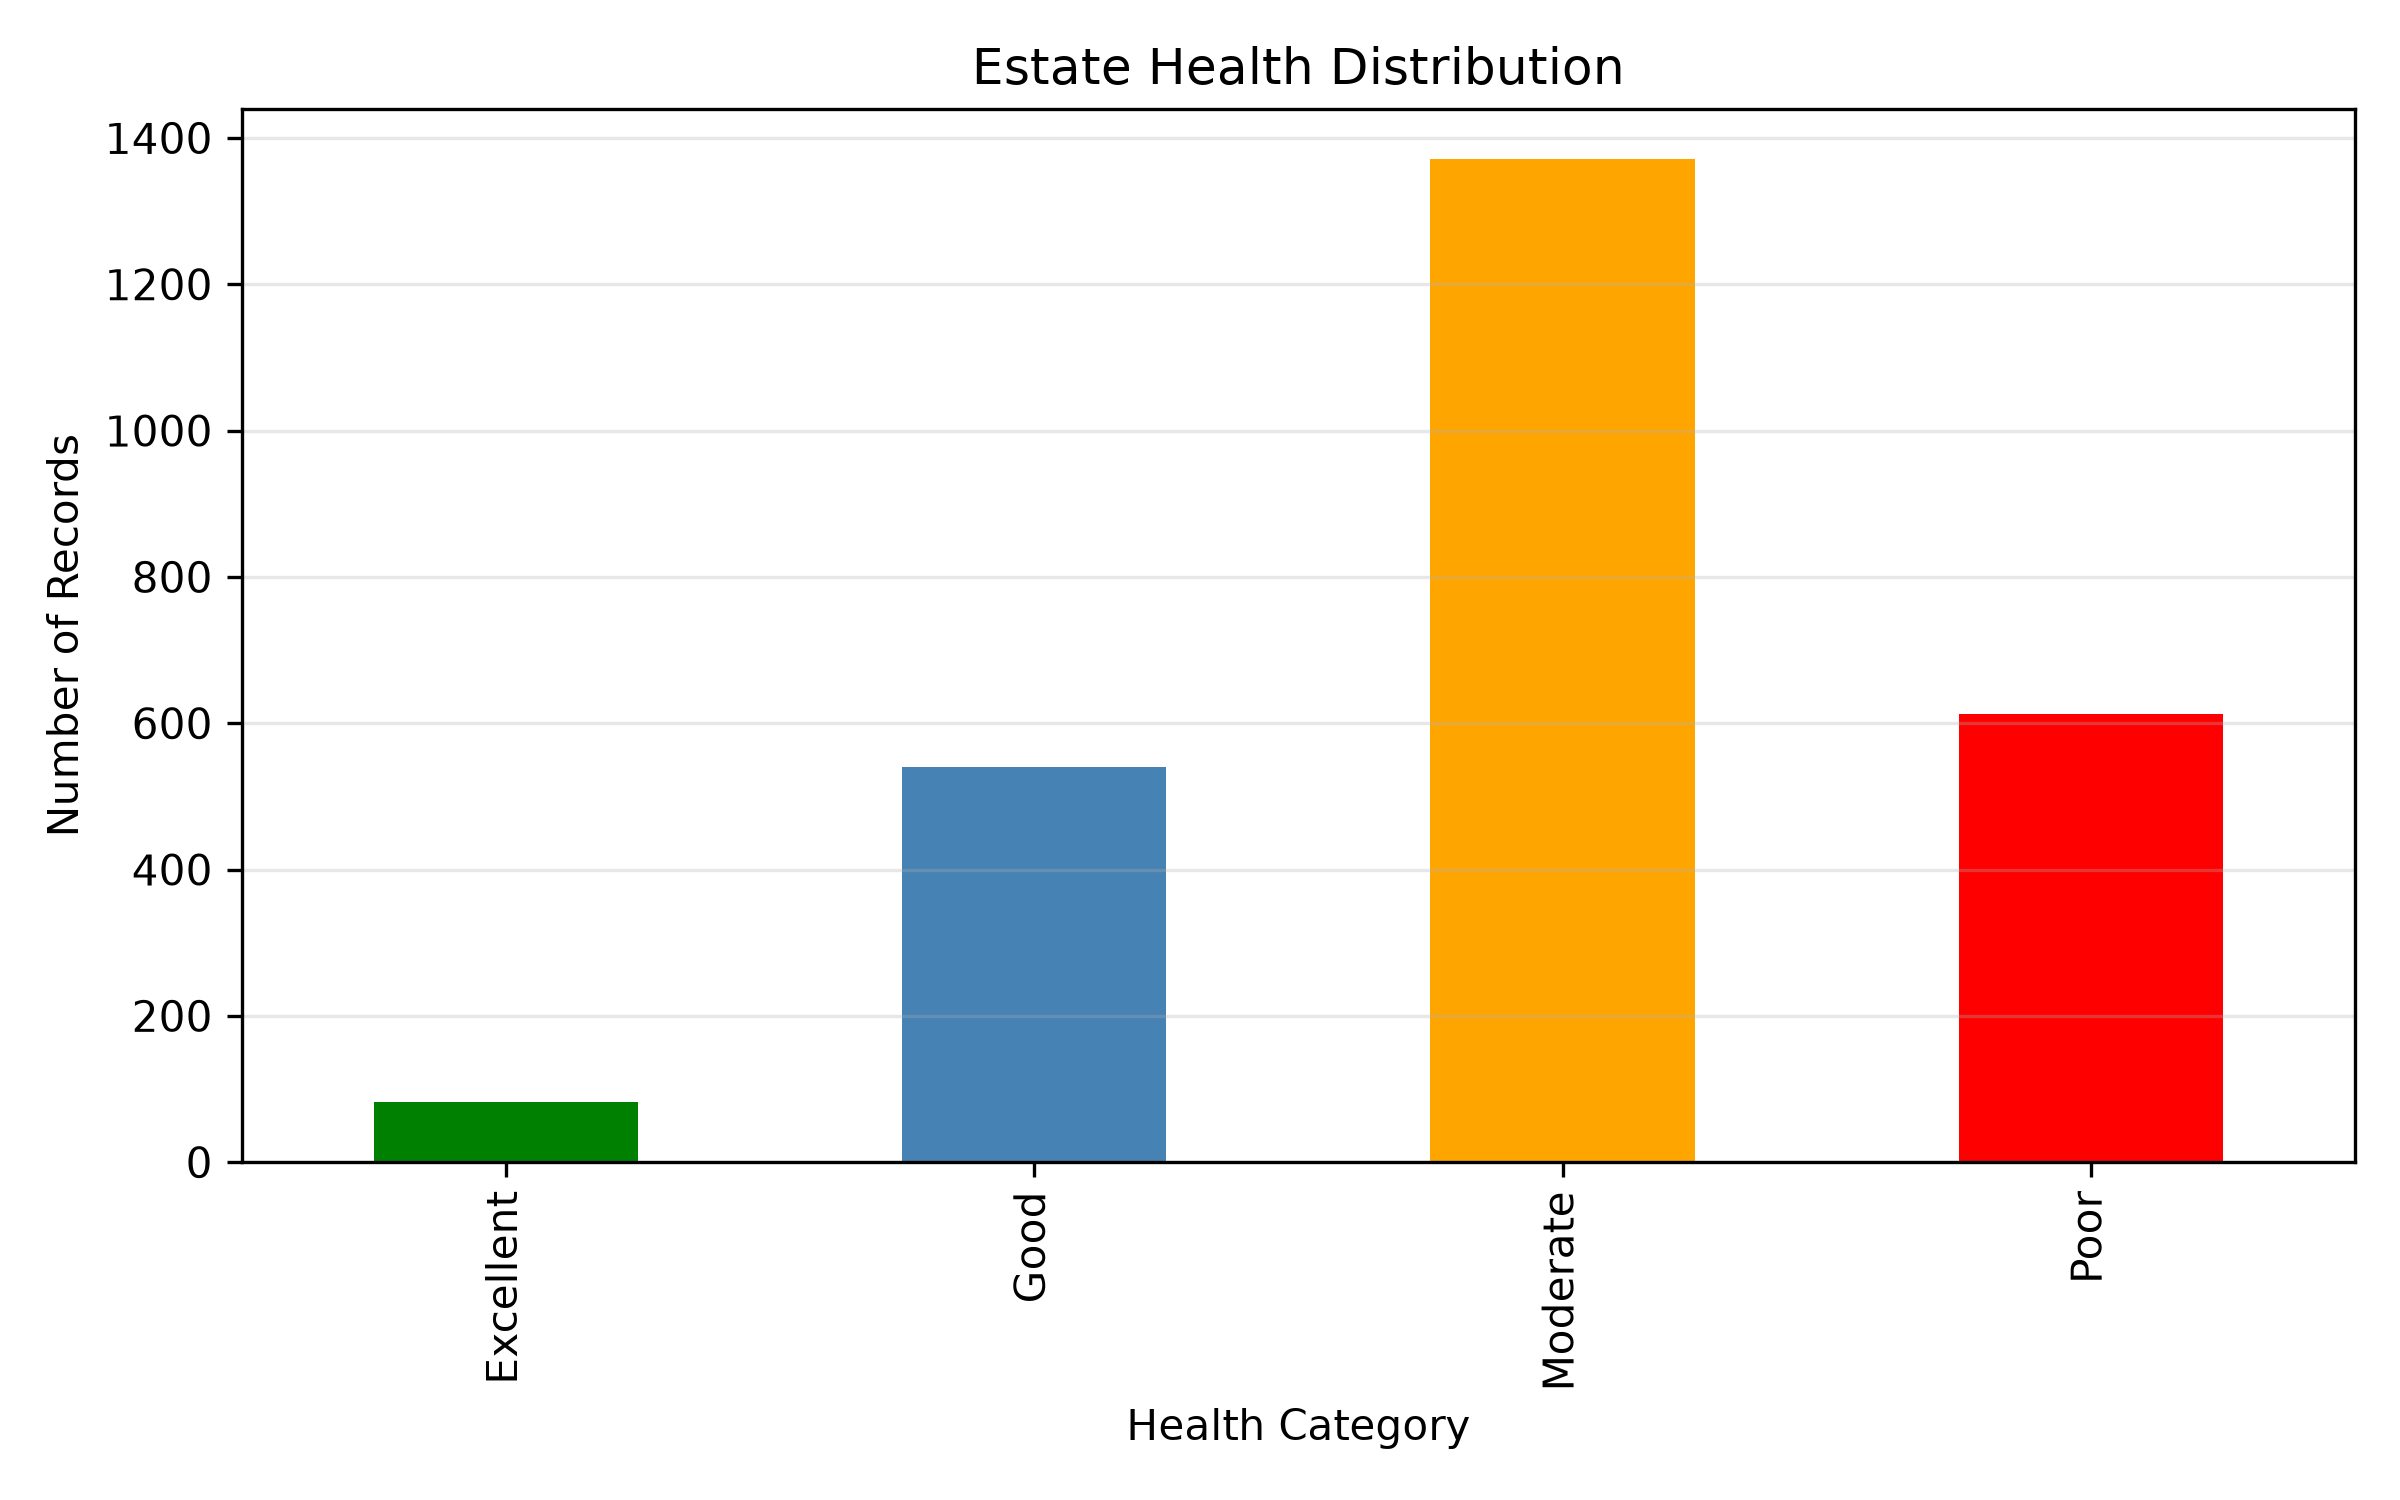 Estate Health Distribution
Number of Records
1400
1200
1000
800
600
400
200
0
Excellent
Good
Moderate
Poor
Health Category